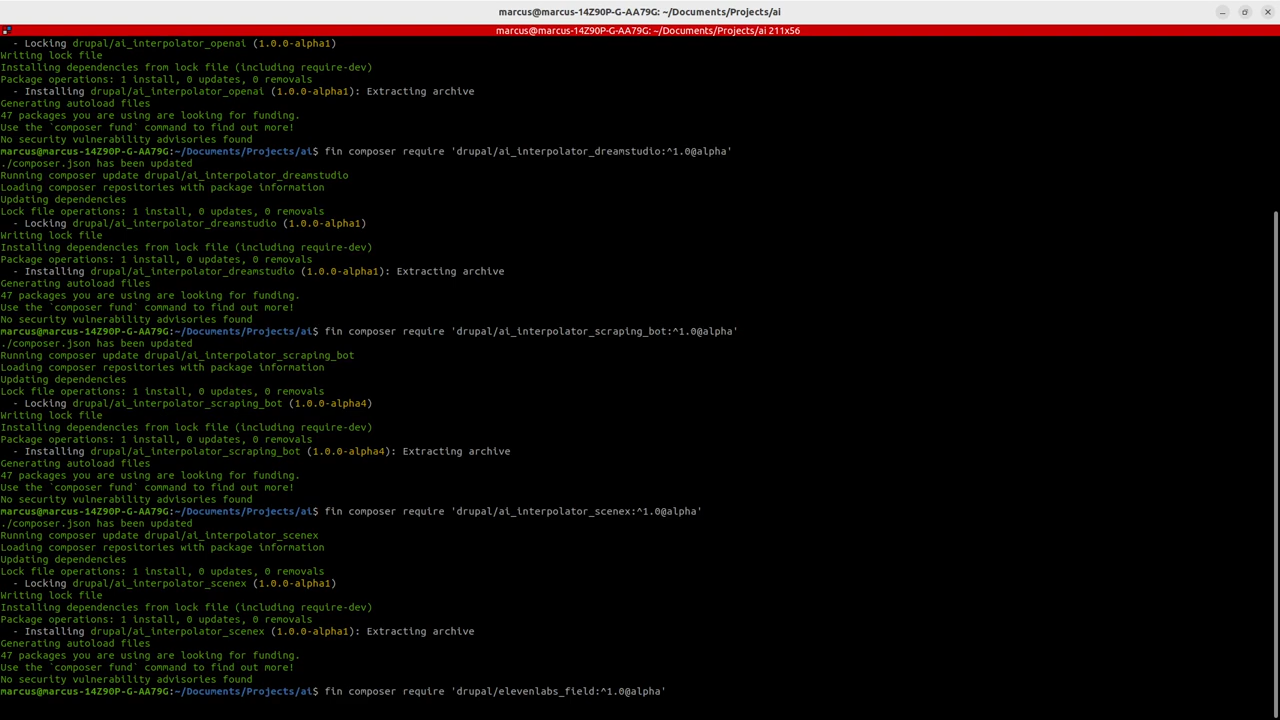 marcus@marcus-14Z90P-G-AA79G: ~/Documents/Projects/ai
marcus@marcus-14Z90P-G-AA79G: ~/Documents/Projects/ai 211x56
  - Locking drupal/ai_interpolator_openai (1.0.0-alpha1)
Writing lock file
Installing dependencies from lock file (including require-dev)
Package operations: 1 install, 0 updates, 0 removals
  - Installing drupal/ai_interpolator_openai (1.0.0-alpha1): Extracting archive
Generating autoload files
47 packages you are using are looking for funding.
Use the `composer fund` command to find out more!
No security vulnerability advisories found
marcus@marcus-14Z90P-G-AA79G:~/Documents/Projects/ai$ fin composer require 'drupal/ai_interpolator_dreamstudio:^1.0@alpha'
./composer.json has been updated
Running composer update drupal/ai_interpolator_dreamstudio
Loading composer repositories with package information
Updating dependencies
Lock file operations: 1 install, 0 updates, 0 removals
  - Locking drupal/ai_interpolator_dreamstudio (1.0.0-alpha1)
Writing lock file
Installing dependencies from lock file (including require-dev)
Package operations: 1 install, 0 updates, 0 removals
  - Installing drupal/ai_interpolator_dreamstudio (1.0.0-alpha1): Extracting archive
Generating autoload files
47 packages you are using are looking for funding.
Use the `composer fund` command to find out more!
No security vulnerability advisories found
marcus@marcus-14Z90P-G-AA79G:~/Documents/Projects/ai$ fin composer require 'drupal/ai_interpolator_scraping_bot:^1.0@alpha'
./composer.json has been updated
Running composer update drupal/ai_interpolator_scraping_bot
Loading composer repositories with package information
Updating dependencies
Lock file operations: 1 install, 0 updates, 0 removals
  - Locking drupal/ai_interpolator_scraping_bot (1.0.0-alpha4)
Writing lock file
Installing dependencies from lock file (including require-dev)
Package operations: 1 install, 0 updates, 0 removals
  - Installing drupal/ai_interpolator_scraping_bot (1.0.0-alpha4): Extracting archive
Generating autoload files
47 packages you are using are looking for funding.
Use the `composer fund` command to find out more!
No security vulnerability advisories found
marcus@marcus-14Z90P-G-AA79G:~/Documents/Projects/ai$ fin composer require 'drupal/ai_interpolator_scenex:^1.0@alpha'
./composer.json has been updated
Running composer update drupal/ai_interpolator_scenex
Loading composer repositories with package information
Updating dependencies
Lock file operations: 1 install, 0 updates, 0 removals
  - Locking drupal/ai_interpolator_scenex (1.0.0-alpha1)
Writing lock file
Installing dependencies from lock file (including require-dev)
Package operations: 1 install, 0 updates, 0 removals
  - Installing drupal/ai_interpolator_scenex (1.0.0-alpha1): Extracting archive
Generating autoload files
47 packages you are using are looking for funding.
Use the `composer fund` command to find out more!
No security vulnerability advisories found
marcus@marcus-14Z90P-G-AA79G:~/Documents/Projects/ai$ fin composer require 'drupal/elevenlabs_field:^1.0@alpha'